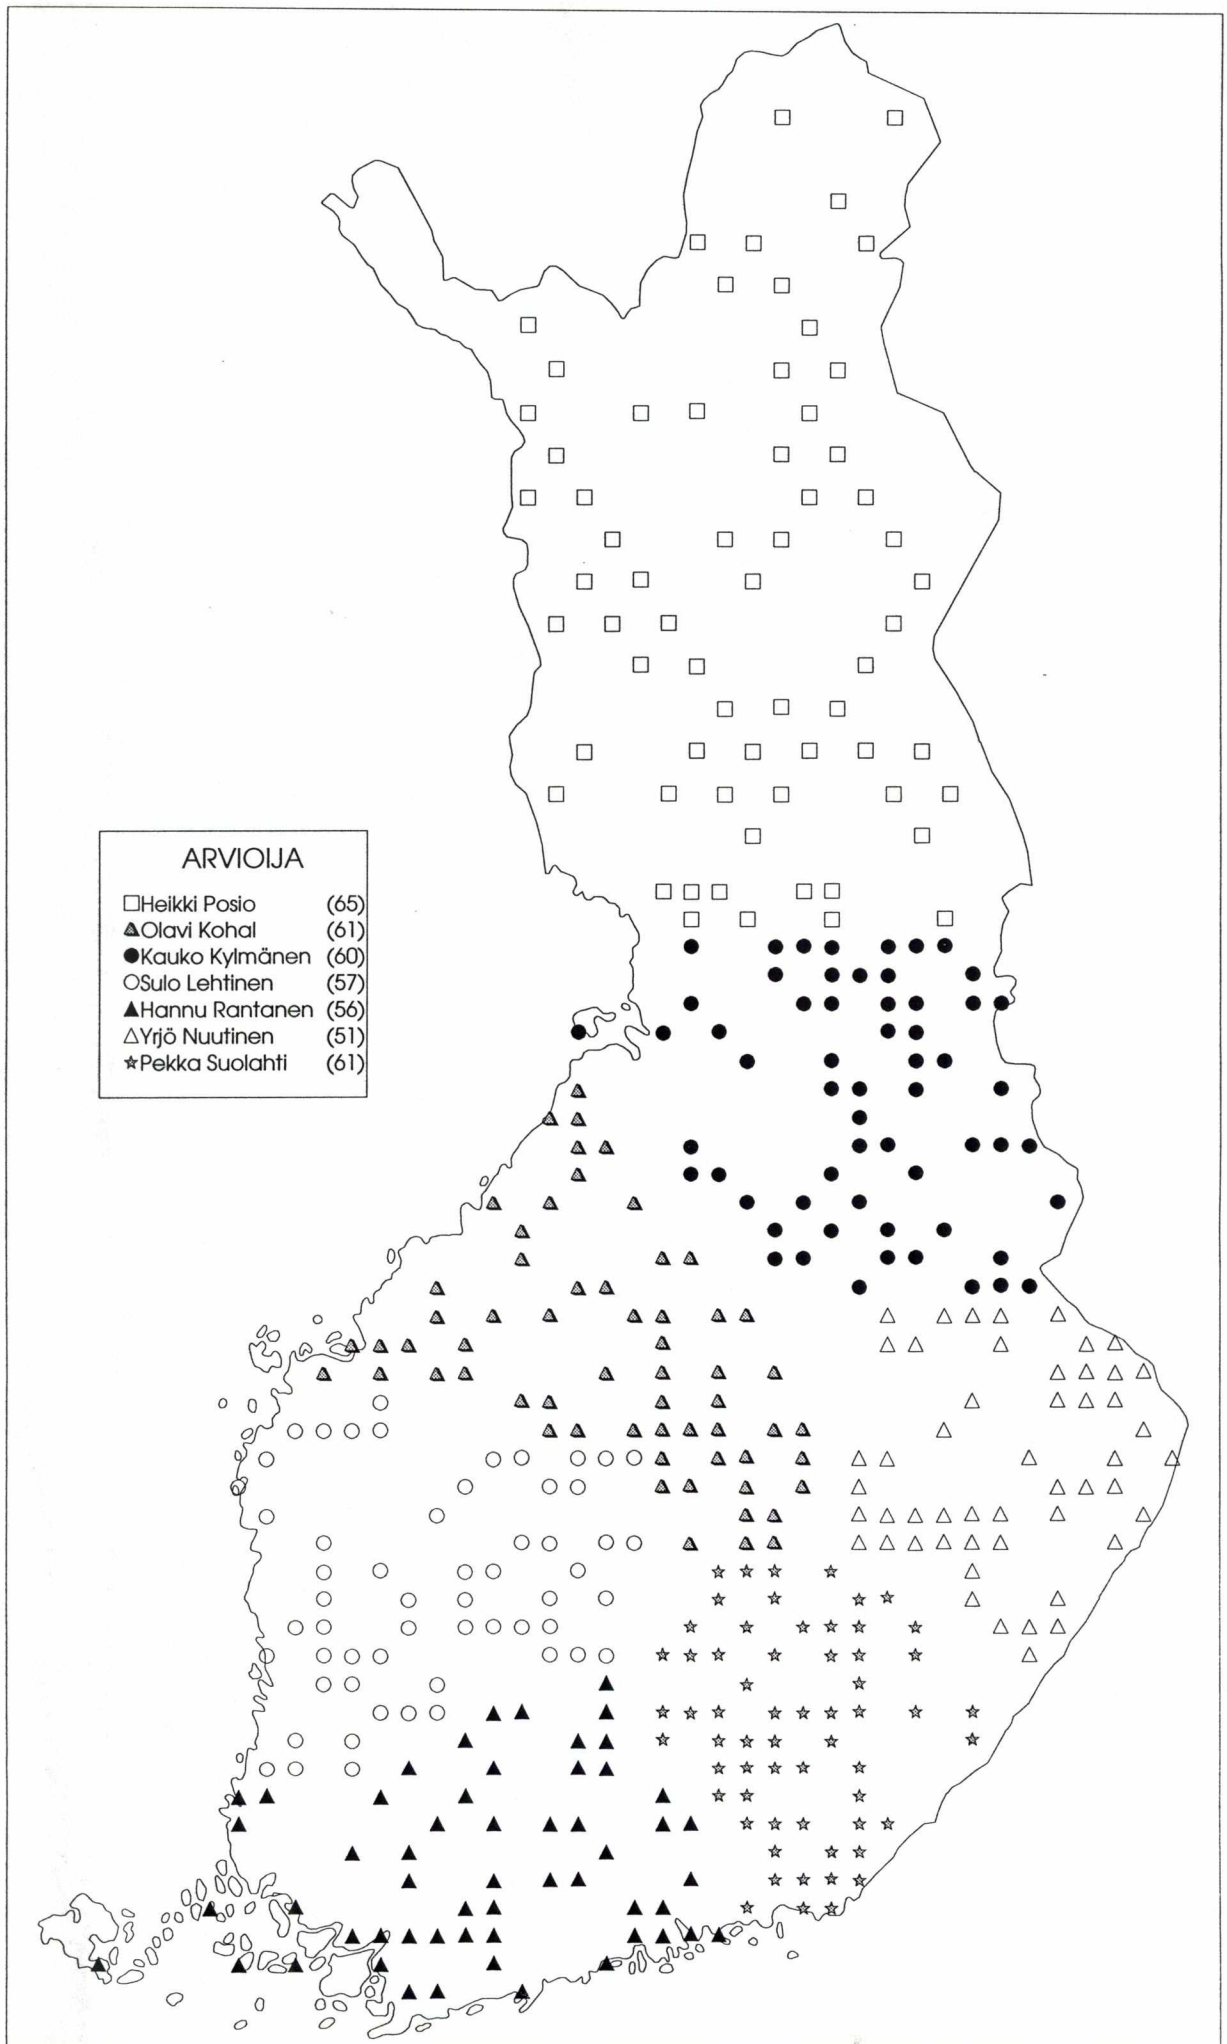 ARVIOIJA
Heikki Posio (65)
Olavi Kohal (61)
Kauko Kylmänen (60)
Sulo Lehtinen (57)
Hannu Rantanen (56)
Yrjö Nuutinen (51)
Pekka Suolahti (61)